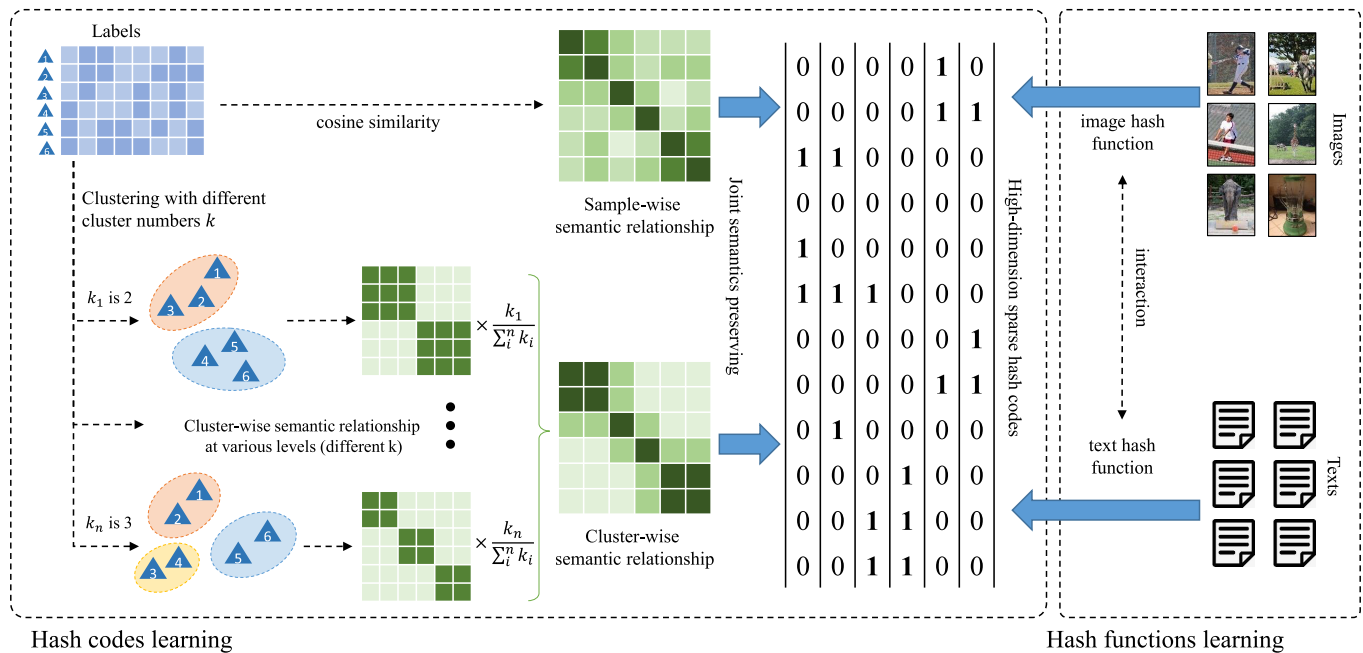 Labels
1
2
3
4
5
6
cosine similarity
Sample-wise
semantic relationship
Clustering with different
cluster numbers k
k₁ is 2
1
2
3
4
5
6
× k₁ / ∑ᵢⁿ kᵢ
Cluster-wise semantic relationship
at various levels (different k)
kₙ is 3
1
2
3
4
5
6
× kₙ / ∑ᵢⁿ kᵢ
Cluster-wise
semantic relationship
Joint semantics preserving
0 0 0 0 1 0
0 0 0 0 1 1
1 1 0 0 0 0
0 0 0 0 0 0
1 0 0 0 0 0
1 1 1 0 0 0
0 0 0 0 0 1
0 0 0 0 1 1
0 1 0 0 0 0
0 0 0 1 0 0
0 0 1 1 0 0
0 0 1 1 0 0
High-dimension sparse hash codes
image hash
function
Images
interaction
text hash
function
Texts
Hash codes learning
Hash functions learning